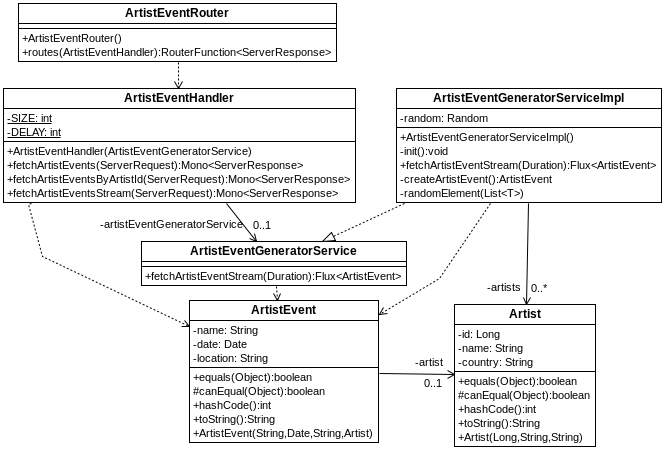 ArtistEventRouter
+ArtistEventRouter()
+routes(ArtistEventHandler):RouterFunction<ServerResponse>
ArtistEventHandler
-SIZE: int
-DELAY: int
+ArtistEventHandler(ArtistEventGeneratorService)
+fetchArtistEvents(ServerRequest):Mono<ServerResponse>
+fetchArtistEventsByArtistId(ServerRequest):Mono<ServerResponse>
+fetchArtistEventsStream(ServerRequest):Mono<ServerResponse>
ArtistEventGeneratorServiceImpl
-random: Random
+ArtistEventGeneratorServiceImpl()
-init():void
+fetchArtistEventStream(Duration):Flux<ArtistEvent>
-createArtistEvent():ArtistEvent
-randomElement(List<T>)
-artistEventGeneratorService
0..1
ArtistEventGeneratorService
+fetchArtistEventStream(Duration):Flux<ArtistEvent>
-artists
0..*
ArtistEvent
-name: String
-date: Date
-location: String
+equals(Object):boolean
#canEqual(Object):boolean
+hashCode():int
+toString():String
+ArtistEvent(String,Date,String,Artist)
-artist
0..1
Artist
-id: Long
-name: String
-country: String
+equals(Object):boolean
#canEqual(Object):boolean
+hashCode():int
+toString():String
+Artist(Long,String,String)